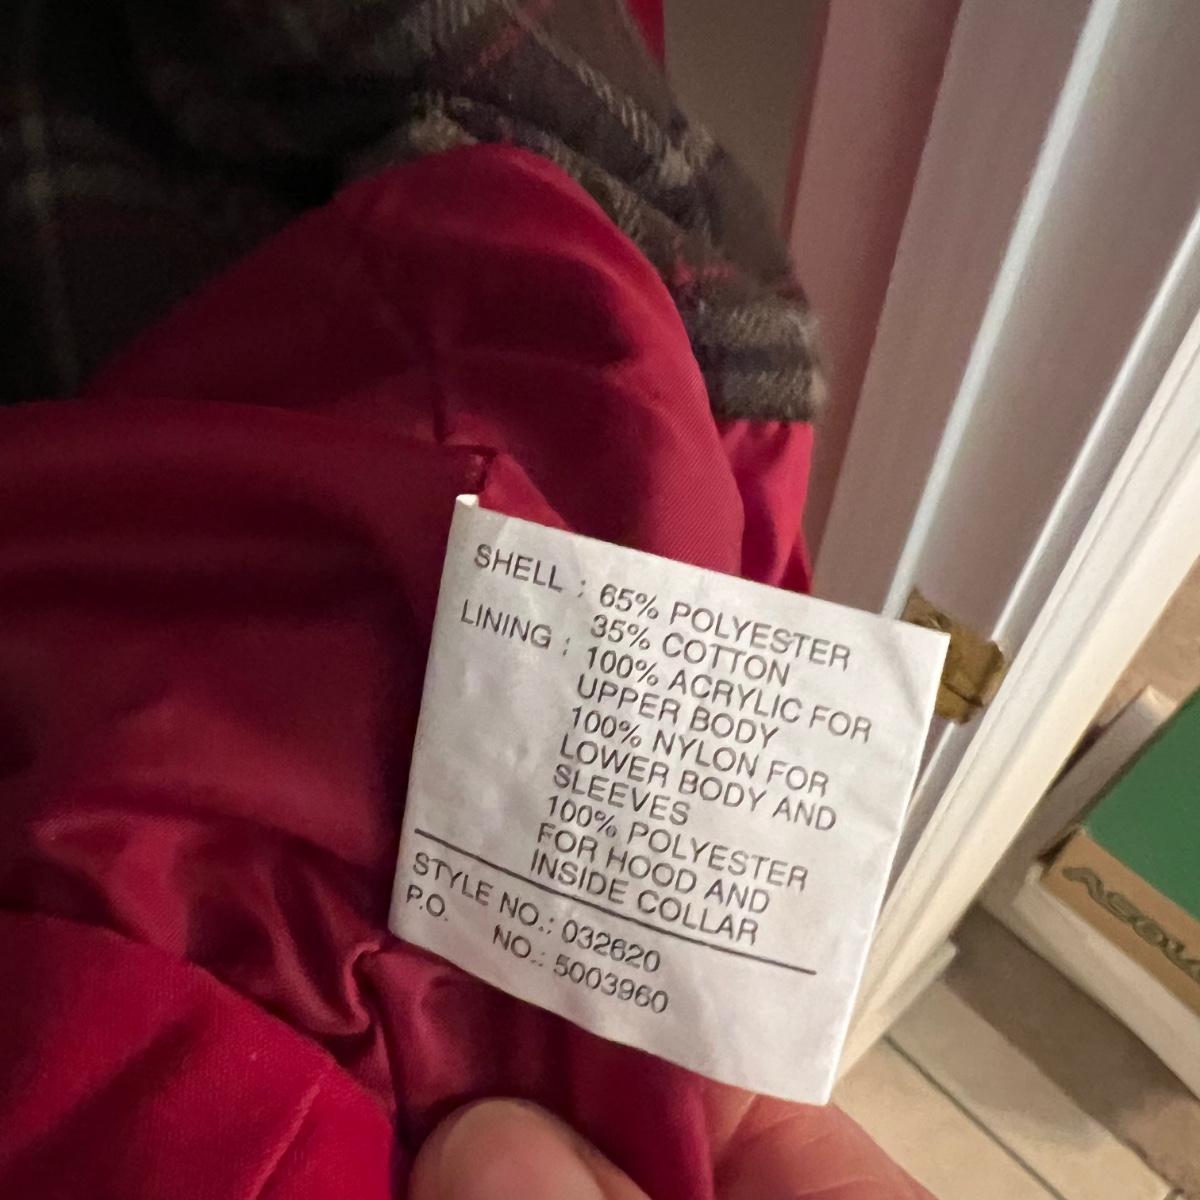 SHELL : 65% POLYESTER
35% COTTON
LINING : 100% ACRYLIC FOR
UPPER BODY
100% NYLON FOR
LOWER BODY AND
SLEEVES
100% POLYESTER
FOR HOOD AND
INSIDE COLLAR
STYLE NO.: 032620
P.O. NO.: 5003960